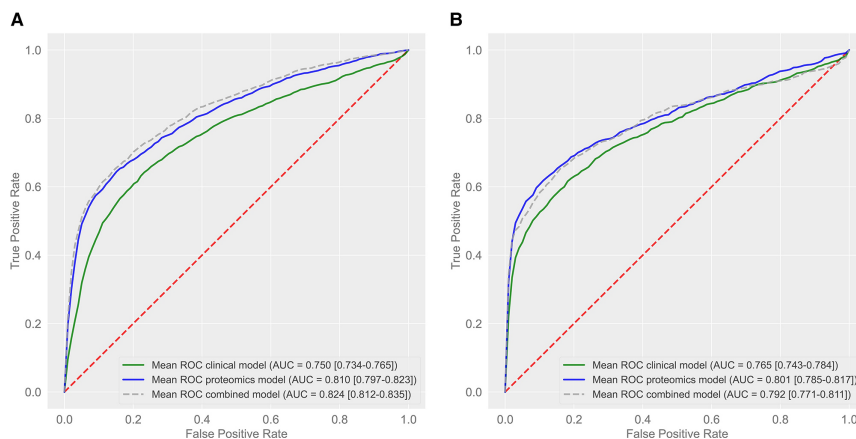 A
1.0
0.8
0.6
0.4
0.2
0.0
True Positive Rate
0.0 0.2 0.4 0.6 0.8 1.0
False Positive Rate
Mean ROC clinical model (AUC = 0.750 [0.734-0.765])
Mean ROC proteomics model (AUC = 0.810 [0.797-0.823])
Mean ROC combined model (AUC = 0.824 [0.812-0.835])
B
1.0
0.8
0.6
0.4
0.2
0.0
True Positive Rate
0.0 0.2 0.4 0.6 0.8 1.0
False Positive Rate
Mean ROC clinical model (AUC = 0.765 [0.743-0.784])
Mean ROC proteomics model (AUC = 0.801 [0.785-0.817])
Mean ROC combined model (AUC = 0.792 [0.771-0.811])